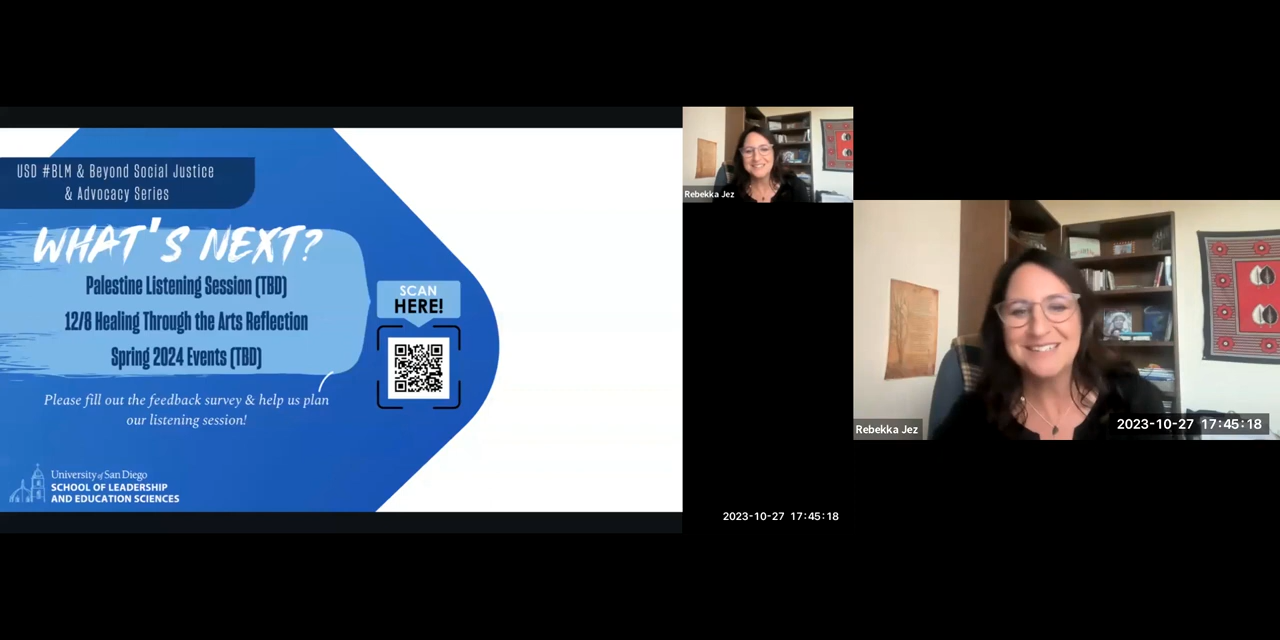 USD #BLM & Beyond Social Justice
& Advocacy Series
WHAT'S NEXT?
Palestine Listening Session (TBD)
12/8 Healing Through the Arts Reflection
Spring 2024 Events (TBD)
Please fill out the feedback survey & help us plan
our listening session!
SCAN
HERE!
University of San Diego
SCHOOL OF LEADERSHIP
AND EDUCATION SCIENCES
Rebekka Jez
2023-10-27 17:45:18
Rebekka Jez
2023-10-27 17:45:18